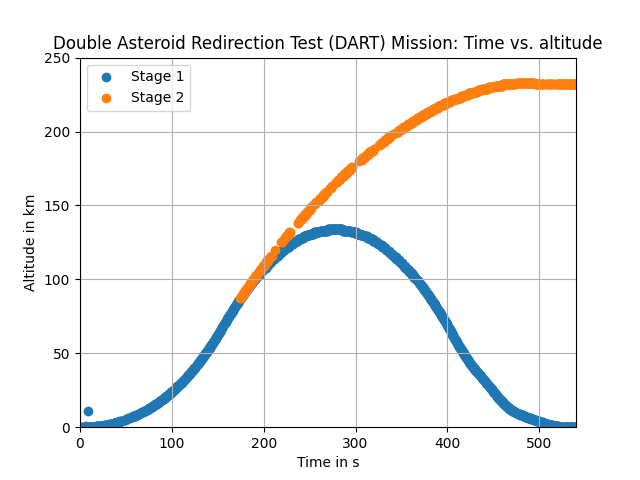 Double Asteroid Redirection Test (DART) Mission: Time vs. altitude
250
Stage 1
Stage 2
200
150
Altitude in km
100
50
0
0 100 200 300 400 500
Time in s